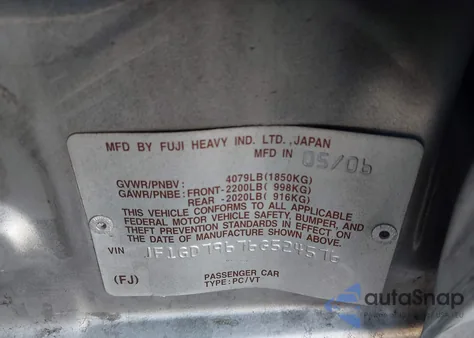 MFD BY FUJI HEAVY IND. LTD.,JAPAN
MFD IN 05/06
GVWR/PNBV : 4079LB(1850KG)
GAWR/PNBE: FRONT-2200LB( 998KG)
REAR -2020LB( 916KG)
THIS VEHICLE CONFORMS TO ALL APPLICABLE
FEDERAL MOTOR VEHICLE SAFETY, BUMPER, AND
THEFT PREVENTION STANDARDS IN EFFECT ON
THE DATE OF MANUFACTURE SHOWN ABOVE.
VIN JF1GD79676G524576
(FJ) PASSENGER CAR
TYPE:PC/VT
autoSnap